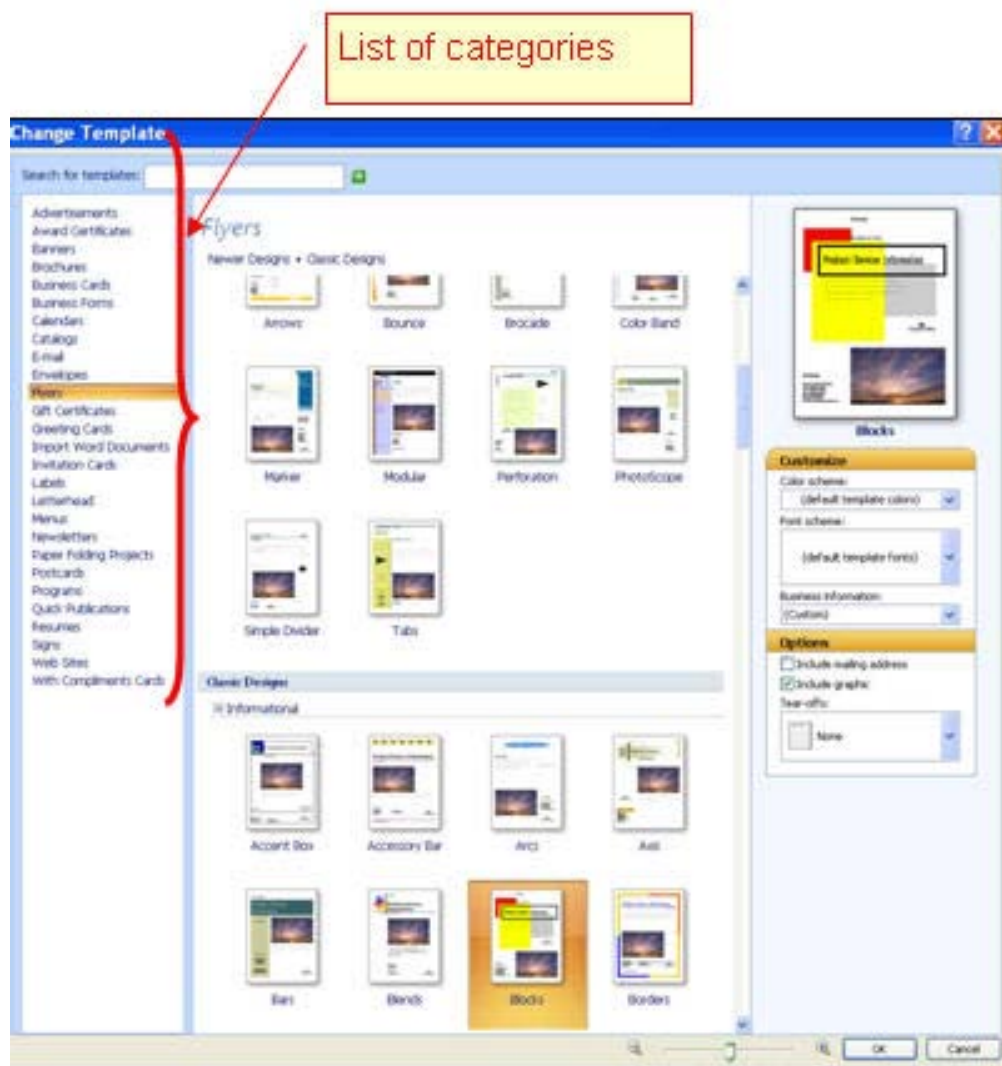 List of categories
Change Template
Search for templates:
Advertisements
Award Certificates
Banners
Brochures
Business Cards
Business Forms
Calendars
Catalogs
E-mail
Envelopes
Flyers
Gift Certificates
Greeting Cards
Import Word Documents
Invitation Cards
Labels
Letterhead
Menus
Newsletters
Paper Folding Projects
Postcards
Programs
Quick Publications
Resumes
Signs
Web Sites
With Compliments Cards
Flyers
Newer Designs • Classic Designs
Arrows Bounce Brocade Color Band
Marker Modular Perforation PhotoScope
Simple Divider Tabs
Classic Designs
Informational
Accent Box Accessory Bar Arcs Axis
Bars Blends Blocks Borders
Product/Service Information
Blocks
Customize
Color scheme:
(default template colors)
Font scheme:
(default template fonts)
Business information:
(Custom)
Options
Include mailing address
Include graphic
Tear-offs:
None
OK Cancel